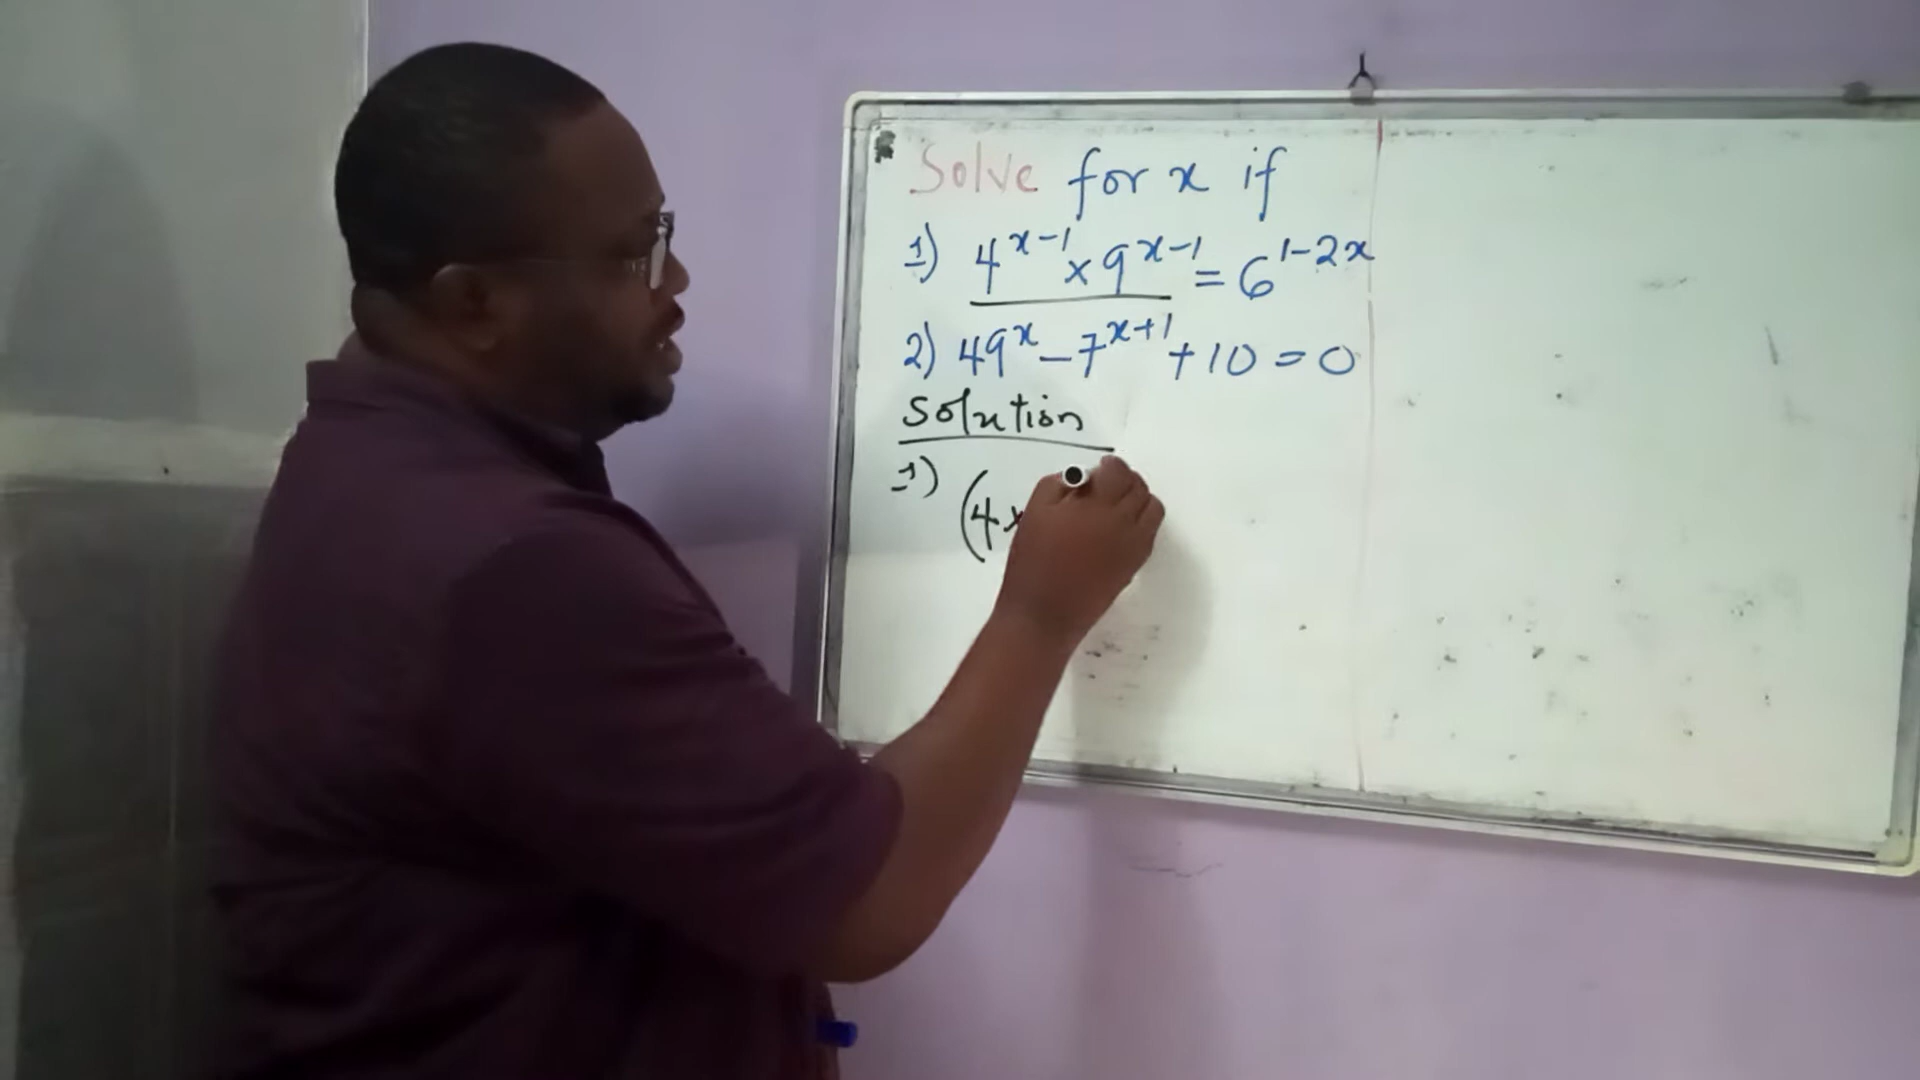 Solve for x if
1) 4^{x-1} × 9^{x-1} = 6^{1-2x}
2) 49^x - 7^{x+1} + 10 = 0
Solution
1) (4×